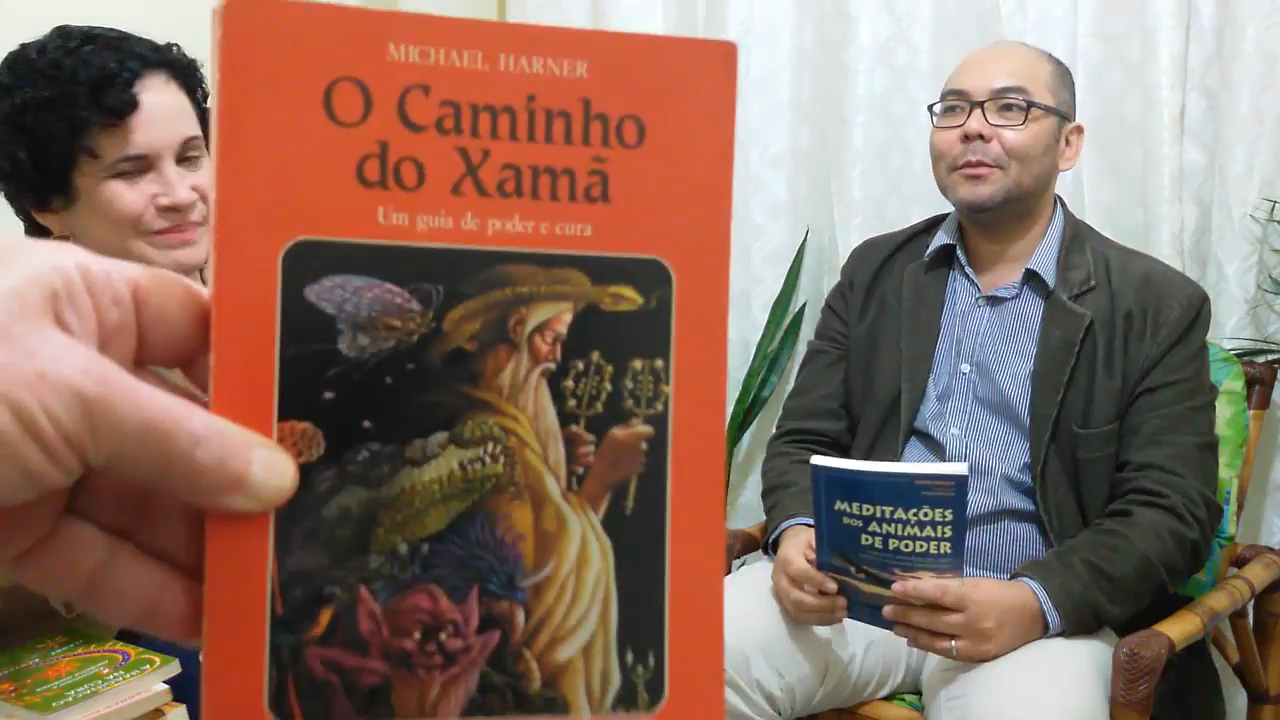 MICHAEL HARNER
O Caminho
do Xamã
Um guia de poder e cura
MEDITAÇÕES
DOS ANIMAIS
DE PODER